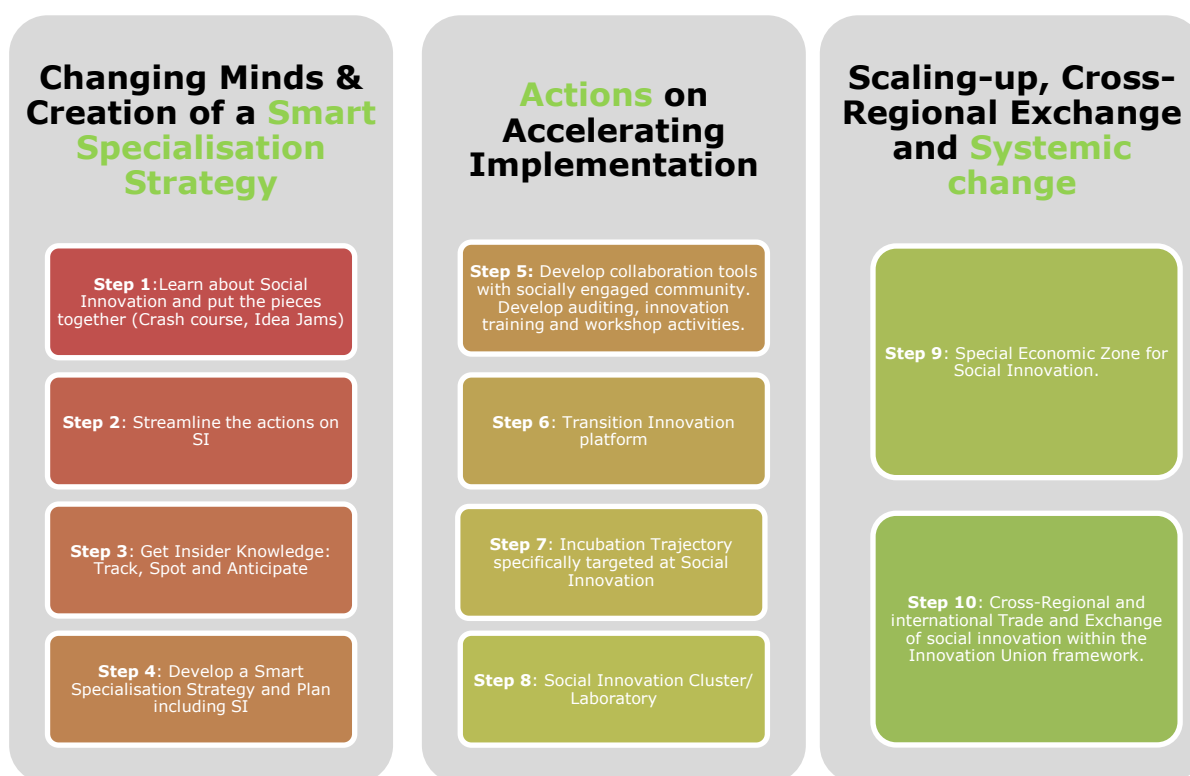 Changing Minds &
Creation of a Smart
Specialisation
Strategy
Step 1:Learn about Social
Innovation and put the pieces
together (Crash course, Idea Jams)
Step 2: Streamline the actions on
SI
Step 3: Get Insider Knowledge:
Track, Spot and Anticipate
Step 4: Develop a Smart
Specialisation Strategy and Plan
including SI
Actions on
Accelerating
Implementation
Step 5: Develop collaboration tools
with socially engaged community.
Develop auditing, innovation
training and workshop activities.
Step 6: Transition Innovation
platform
Step 7: Incubation Trajectory
specifically targeted at Social
Innovation
Step 8: Social Innovation Cluster/
Laboratory
Scaling-up, Cross-
Regional Exchange
and Systemic
change
Step 9: Special Economic Zone for
Social Innovation.
Step 10: Cross-Regional and
international Trade and Exchange
of social innovation within the
Innovation Union framework.